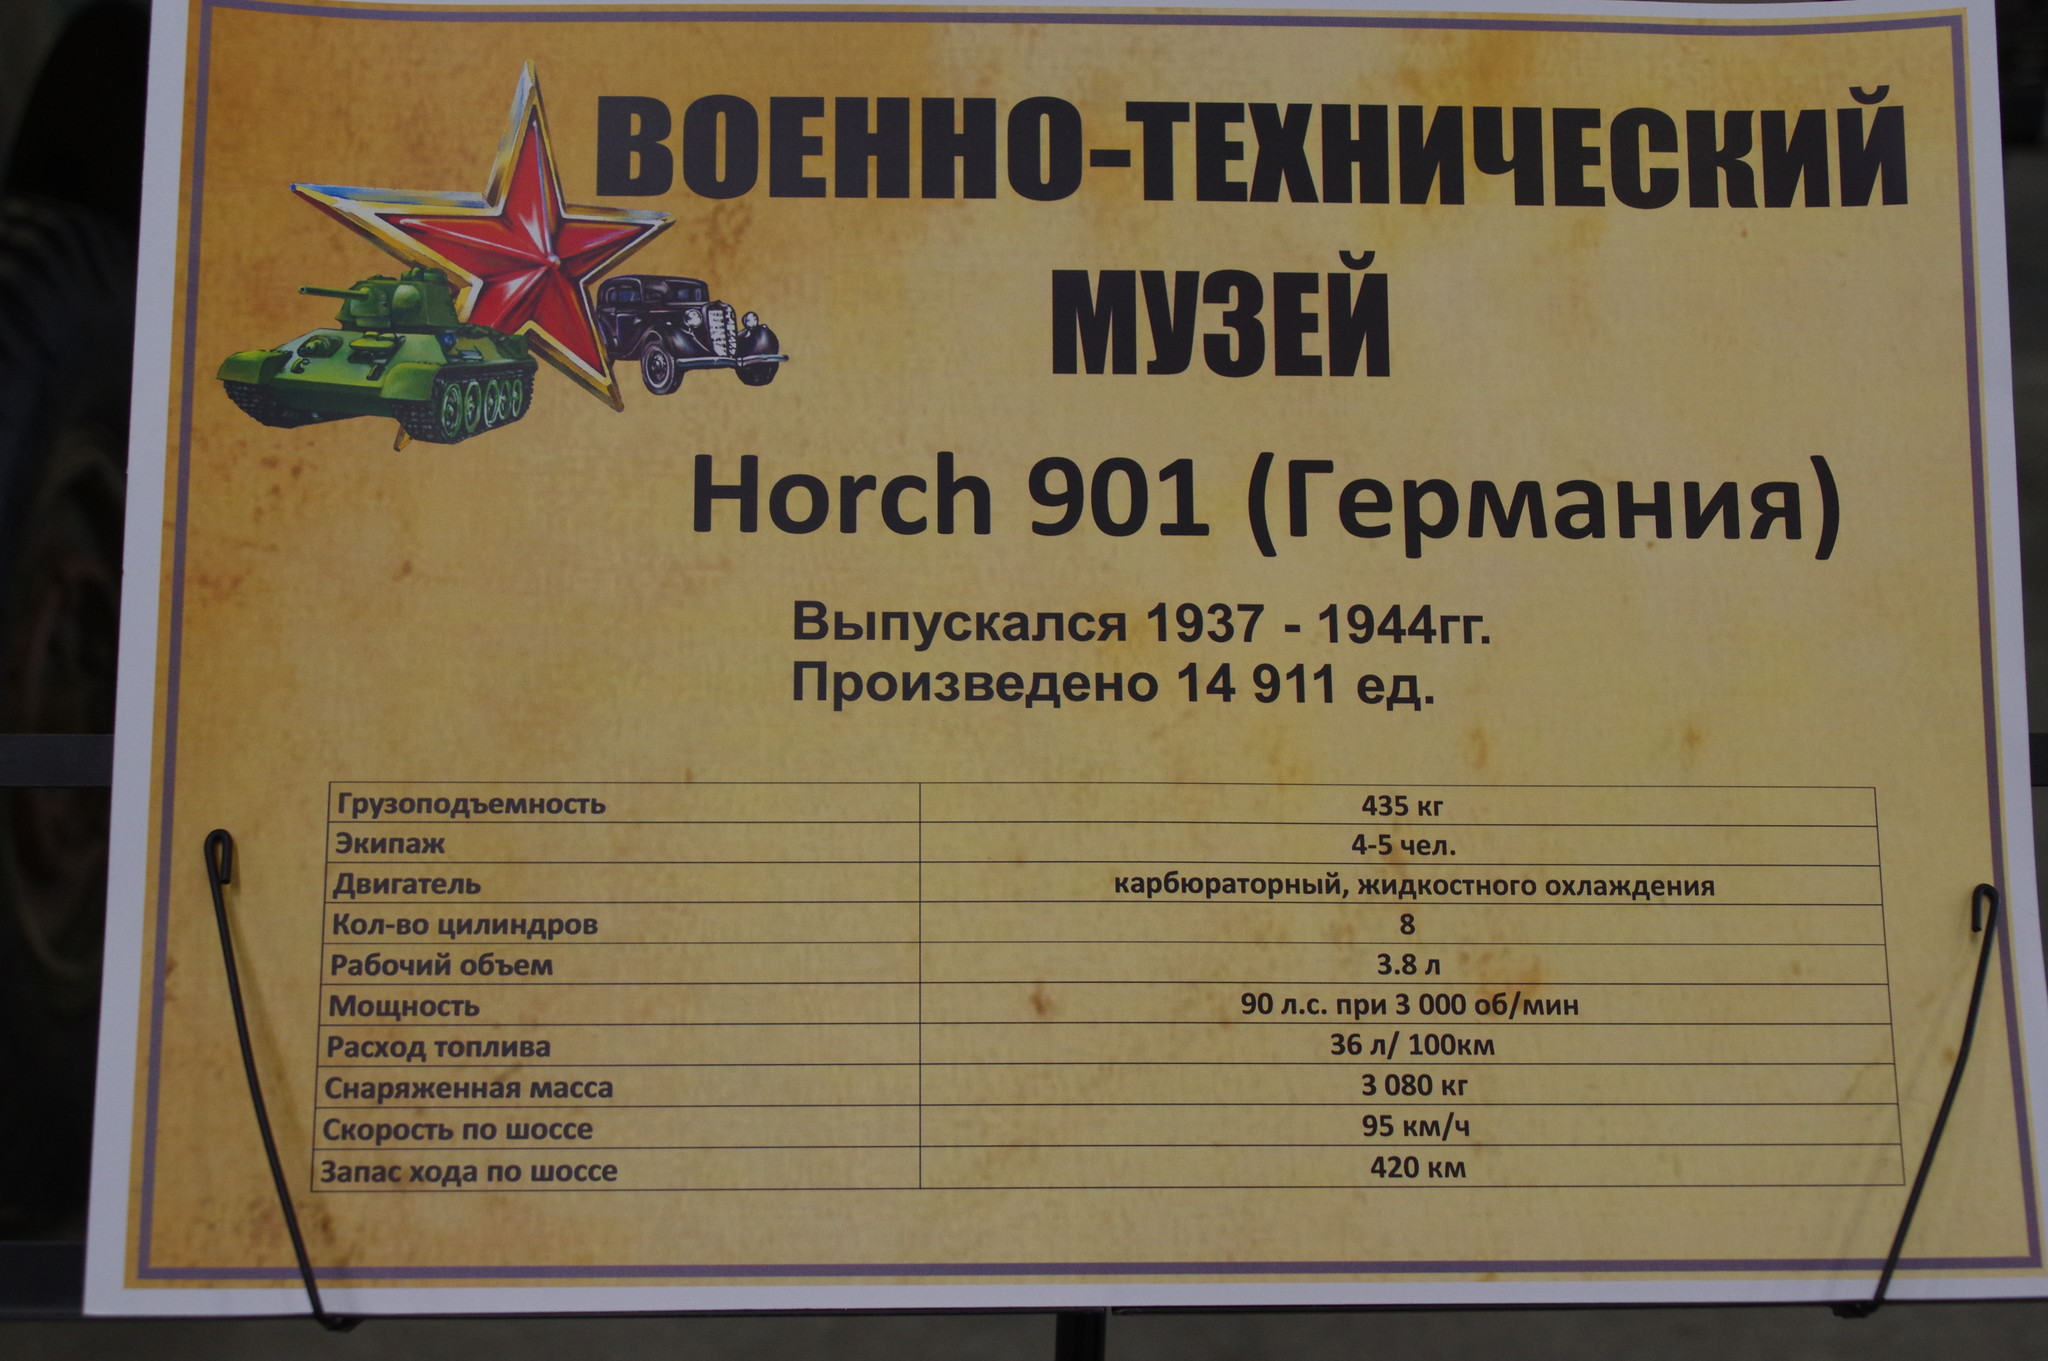 ВОЕННО-ТЕХНИЧЕСКИЙ
МУЗЕЙ
Horch 901 (Германия)
Выпускался 1937 - 1944гг.
Произведено 14 911 ед.
Грузоподъемность 435 кг
Экипаж 4-5 чел.
Двигатель карбюраторный, жидкостного охлаждения
Кол-во цилиндров 8
Рабочий объем 3.8 л
Мощность 90 л.с. при 3 000 об/мин
Расход топлива 36 л/ 100км
Снаряженная масса 3 080 кг
Скорость по шоссе 95 км/ч
Запас хода по шоссе 420 км